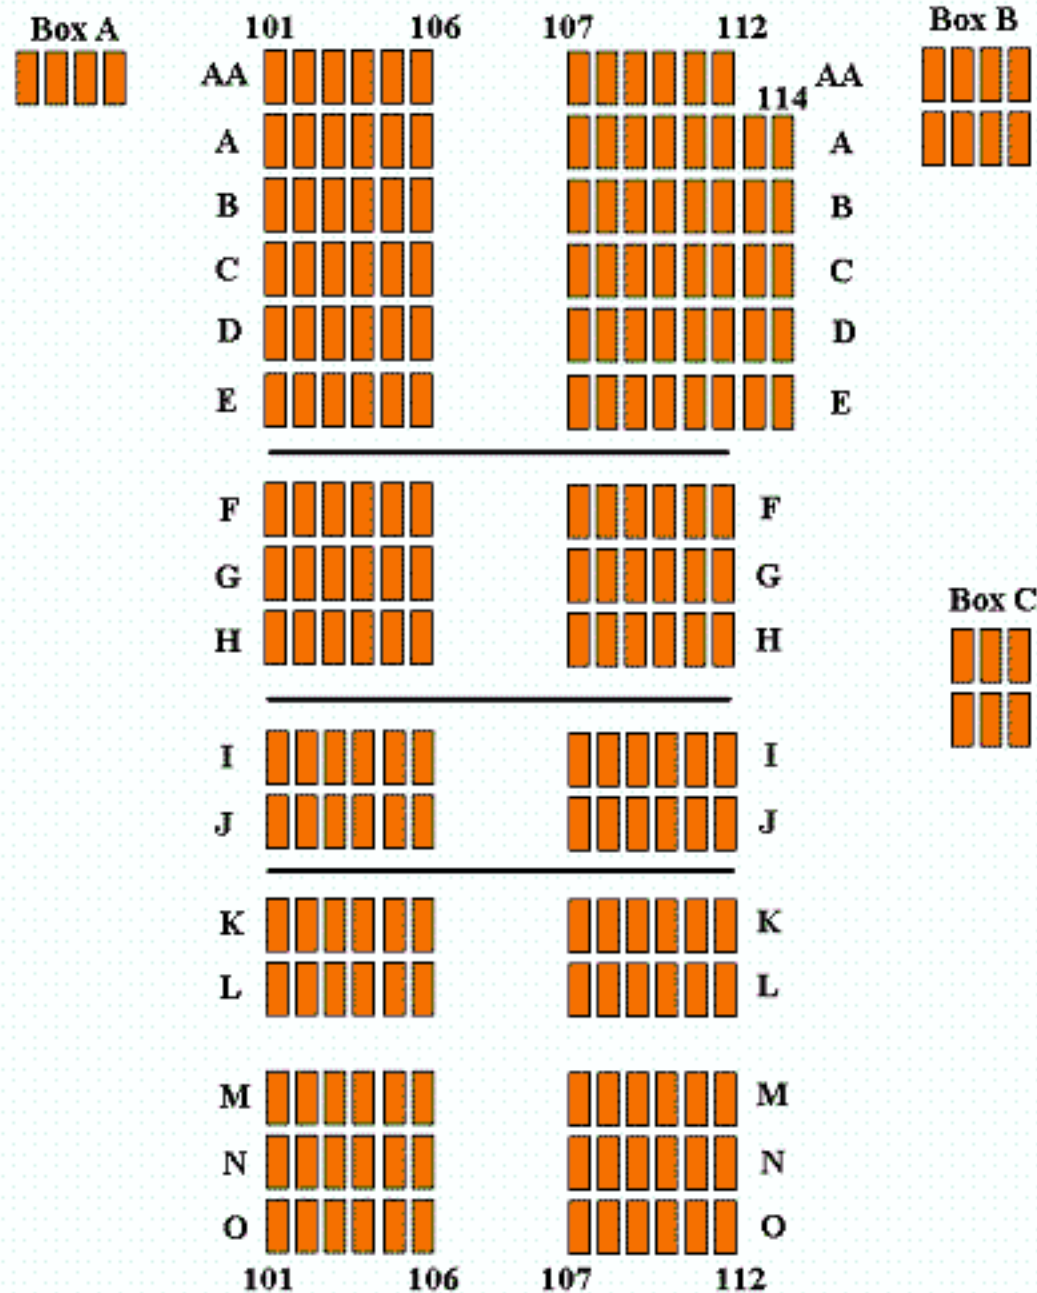 Box A 101 106 107 112 Box B
AA AA
114
A A
B B
C C
D D
E E
F F
G G
Box C
H H
I I
J J
K K
L L
M M
N N
O O
101 106 107 112